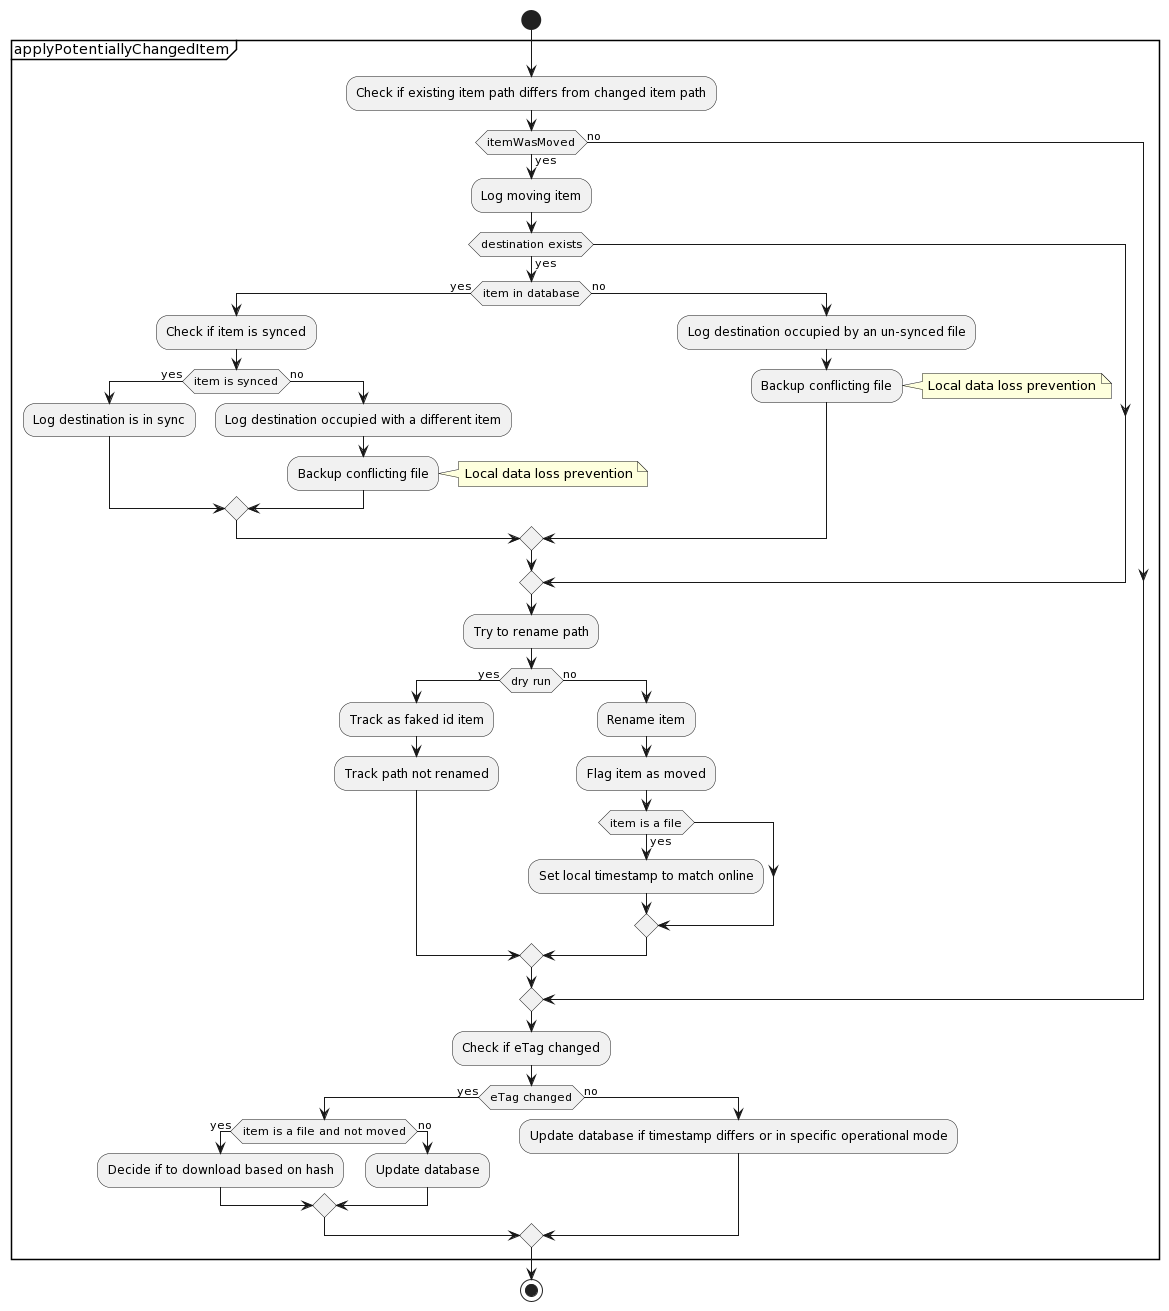 applyPotentiallyChangedItem
Check if existing item path differs from changed item path
itemWasMoved
no
yes
Log moving item
destination exists
yes
yes
item in database
no
Check if item is synced
Log destination occupied by an un-synced file
yes
item is synced
no
Backup conflicting file
Local data loss prevention
Log destination is in sync
Log destination occupied with a different item
Backup conflicting file
Local data loss prevention
Try to rename path
yes
dry run
no
Track as faked id item
Rename item
Track path not renamed
Flag item as moved
item is a file
yes
Set local timestamp to match online
Check if eTag changed
yes
eTag changed
no
yes
item is a file and not moved
no
Update database if timestamp differs or in specific operational mode
Decide if to download based on hash
Update database